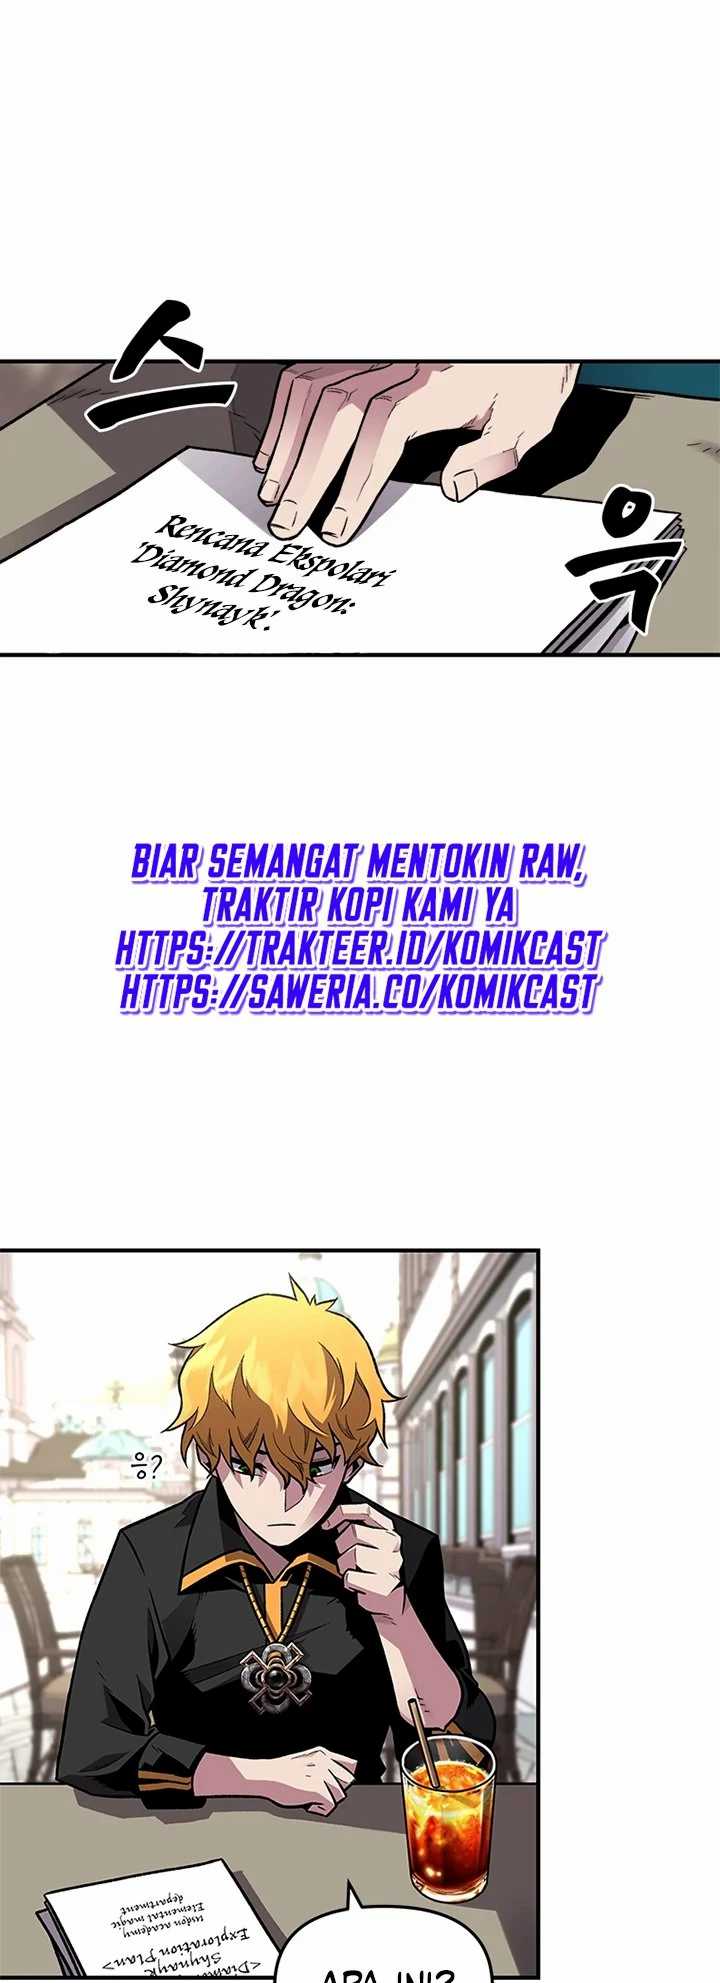 스
윽
Rencana Ekspolari
'Diamond Dragon:
Shynayk'.
BIAR SEMANGAT MENTOKIN RAW,
TRAKTIR KOPI KAMI YA
HTTPS://TRAKTEER.ID/KOMIKCAST
HTTPS://SAWERIA.CO/KOMIKCAST
응?
Exploration Plan>
Shynayk
Elemental magic
department
APA INI?